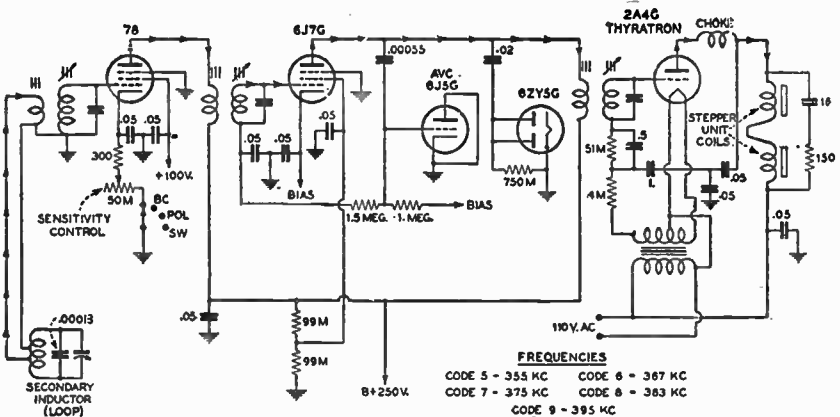 78
6J7G
2A4G
THYRATRON
CHOKE
.00055
.02
AVC
6J5G
6ZY5G
.05
.05
300
+100V.
50M
SENSITIVITY
CONTROL
BC
POL
SW
.05
.05
.05
BIAS
1.5 MEG.
1. MEG.
BIAS
750M
51M
.5
4M
1.
.05
.05
STEPPER
UNIT
COILS
16
150
.05
110V. AC
.00013
SECONDARY
INDUCTOR
(LOOP)
.05
99M
99M
B+250V.
FREQUENCIES
CODE 5 - 355 KC CODE 6 - 367 KC
CODE 7 - 375 KC CODE 8 - 383 KC
CODE 9 - 395 KC